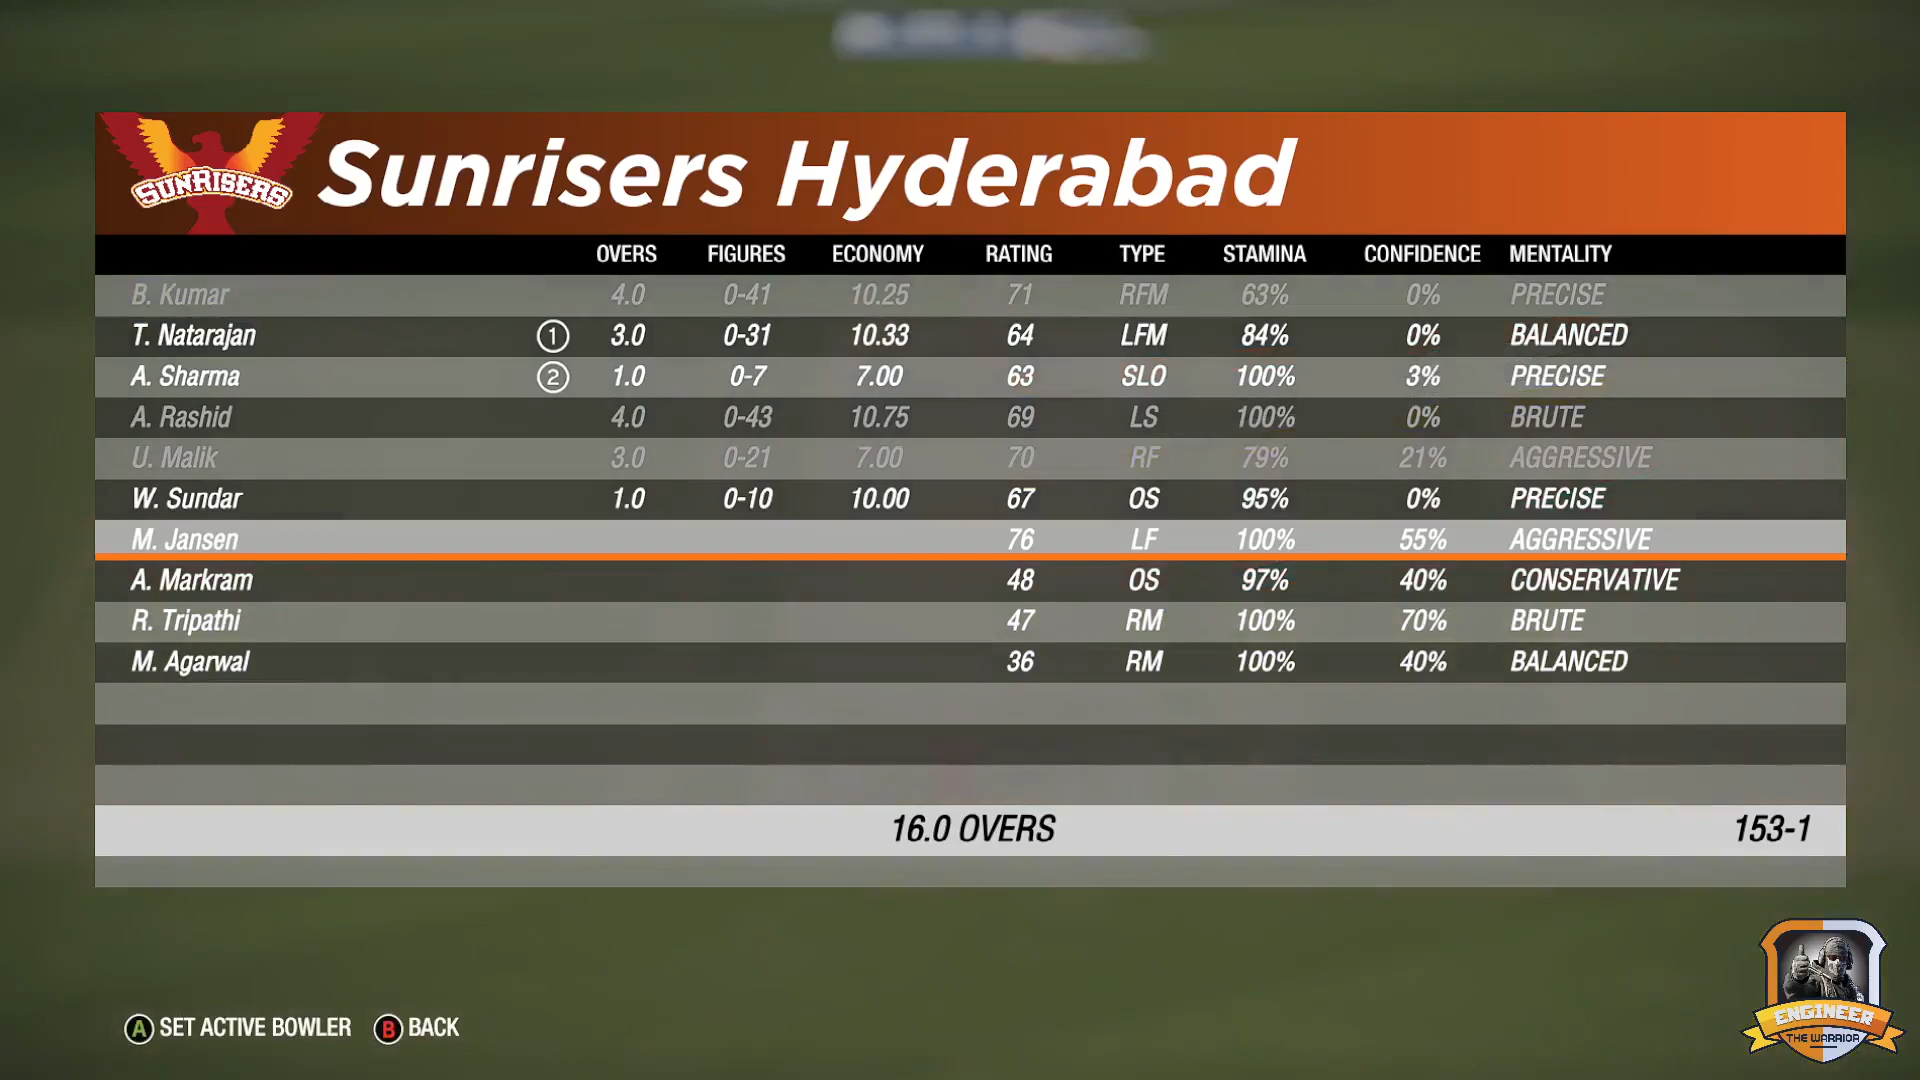 SUNRISERS
Sunrisers Hyderabad
OVERS FIGURES ECONOMY RATING TYPE STAMINA CONFIDENCE MENTALITY
B. Kumar 4.0 0-41 10.25 71 RFM 63% 0% PRECISE
T. Natarajan 1 3.0 0-31 10.33 64 LFM 84% 0% BALANCED
A. Sharma 2 1.0 0-7 7.00 63 SLO 100% 3% PRECISE
A. Rashid 4.0 0-43 10.75 69 LS 100% 0% BRUTE
U. Malik 3.0 0-21 7.00 70 RF 79% 21% AGGRESSIVE
W. Sundar 1.0 0-10 10.00 67 OS 95% 0% PRECISE
M. Jansen 76 LF 100% 55% AGGRESSIVE
A. Markram 48 OS 97% 40% CONSERVATIVE
R. Tripathi 47 RM 100% 70% BRUTE
M. Agarwal 36 RM 100% 40% BALANCED
16.0 OVERS 153-1
A SET ACTIVE BOWLER B BACK
ENGINEER
THE WARRIOR